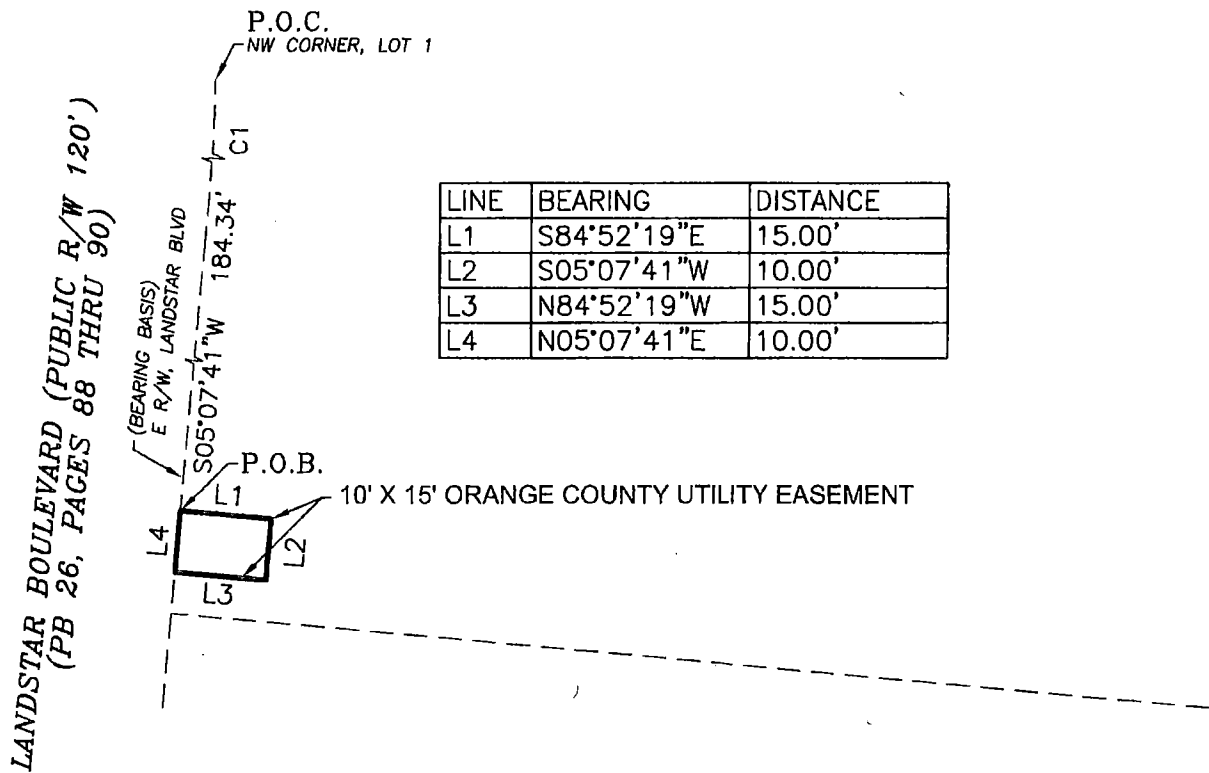 P.O.C.
NW CORNER, LOT 1
C1
LANDSTAR BOULEVARD (PUBLIC R/W 120')
(PB 26, PAGES 88 THRU 90)
(BEARING BASIS)
E R/W, LANDSTAR BLVD
S05°07'41"W 184.34'
LINE BEARING DISTANCE
L1 S84°52'19"E 15.00'
L2 S05°07'41"W 10.00'
L3 N84°52'19"W 15.00'
L4 N05°07'41"E 10.00'
P.O.B.
L1
10' X 15' ORANGE COUNTY UTILITY EASEMENT
L4
L2
L3